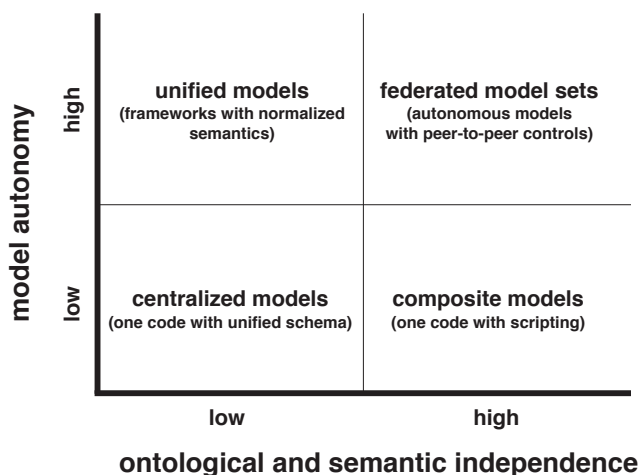 model autonomy
high
low
unified models
(frameworks with normalized
semantics)
federated model sets
(autonomous models
with peer-to-peer controls)
centralized models
(one code with unified schema)
composite models
(one code with scripting)
low
high
ontological and semantic independence